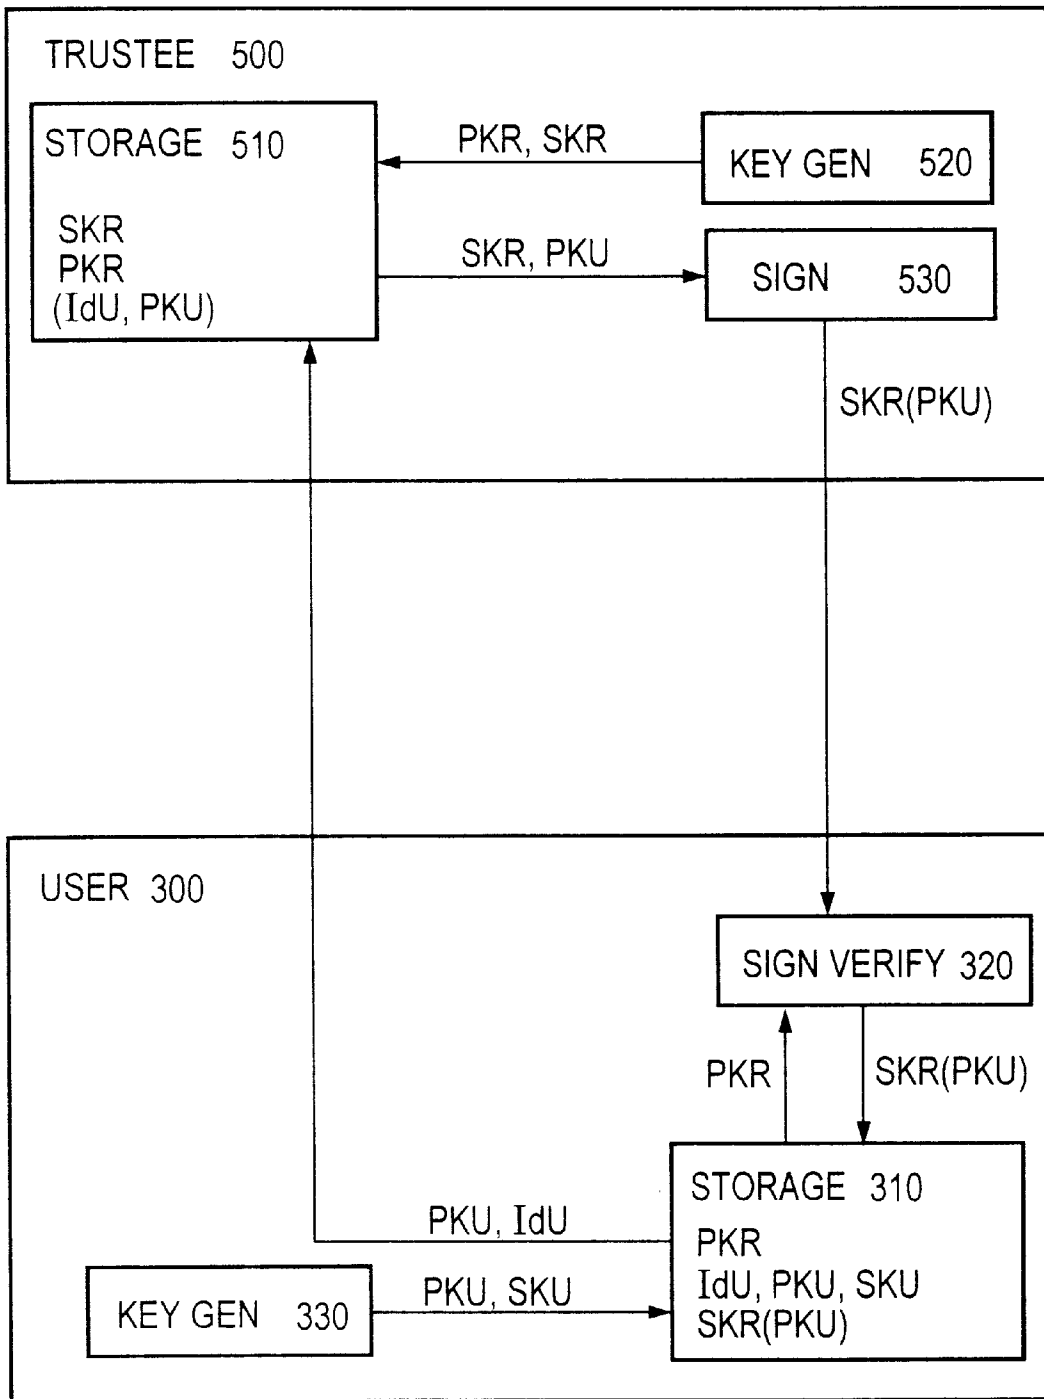 TRUSTEE 500
STORAGE 510
SKR
PKR
(IdU, PKU)
PKR, SKR
KEY GEN 520
SKR, PKU
SIGN 530
SKR(PKU)
USER 300
SIGN VERIFY 320
PKR
SKR(PKU)
STORAGE 310
PKR
IdU, PKU, SKU
SKR(PKU)
PKU, IdU
PKU, SKU
KEY GEN 330